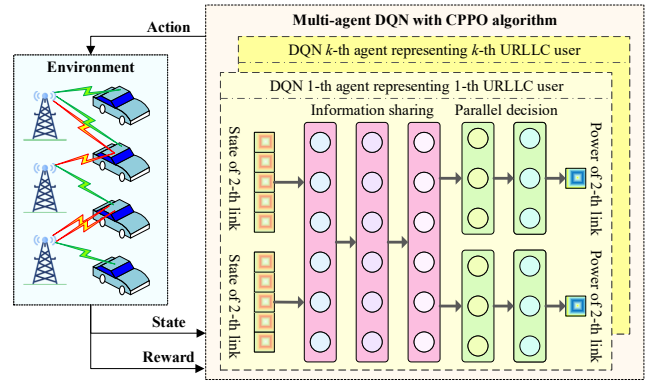 Action
Multi-agent DQN with CPPO algorithm
Environment
DQN k-th agent representing k-th URLLC user
DQN 1-th agent representing 1-th URLLC user
Information sharing
Parallel decision
State of 2-th link
Power of 2-th link
State of 2-th link
Power of 2-th link
State
Reward